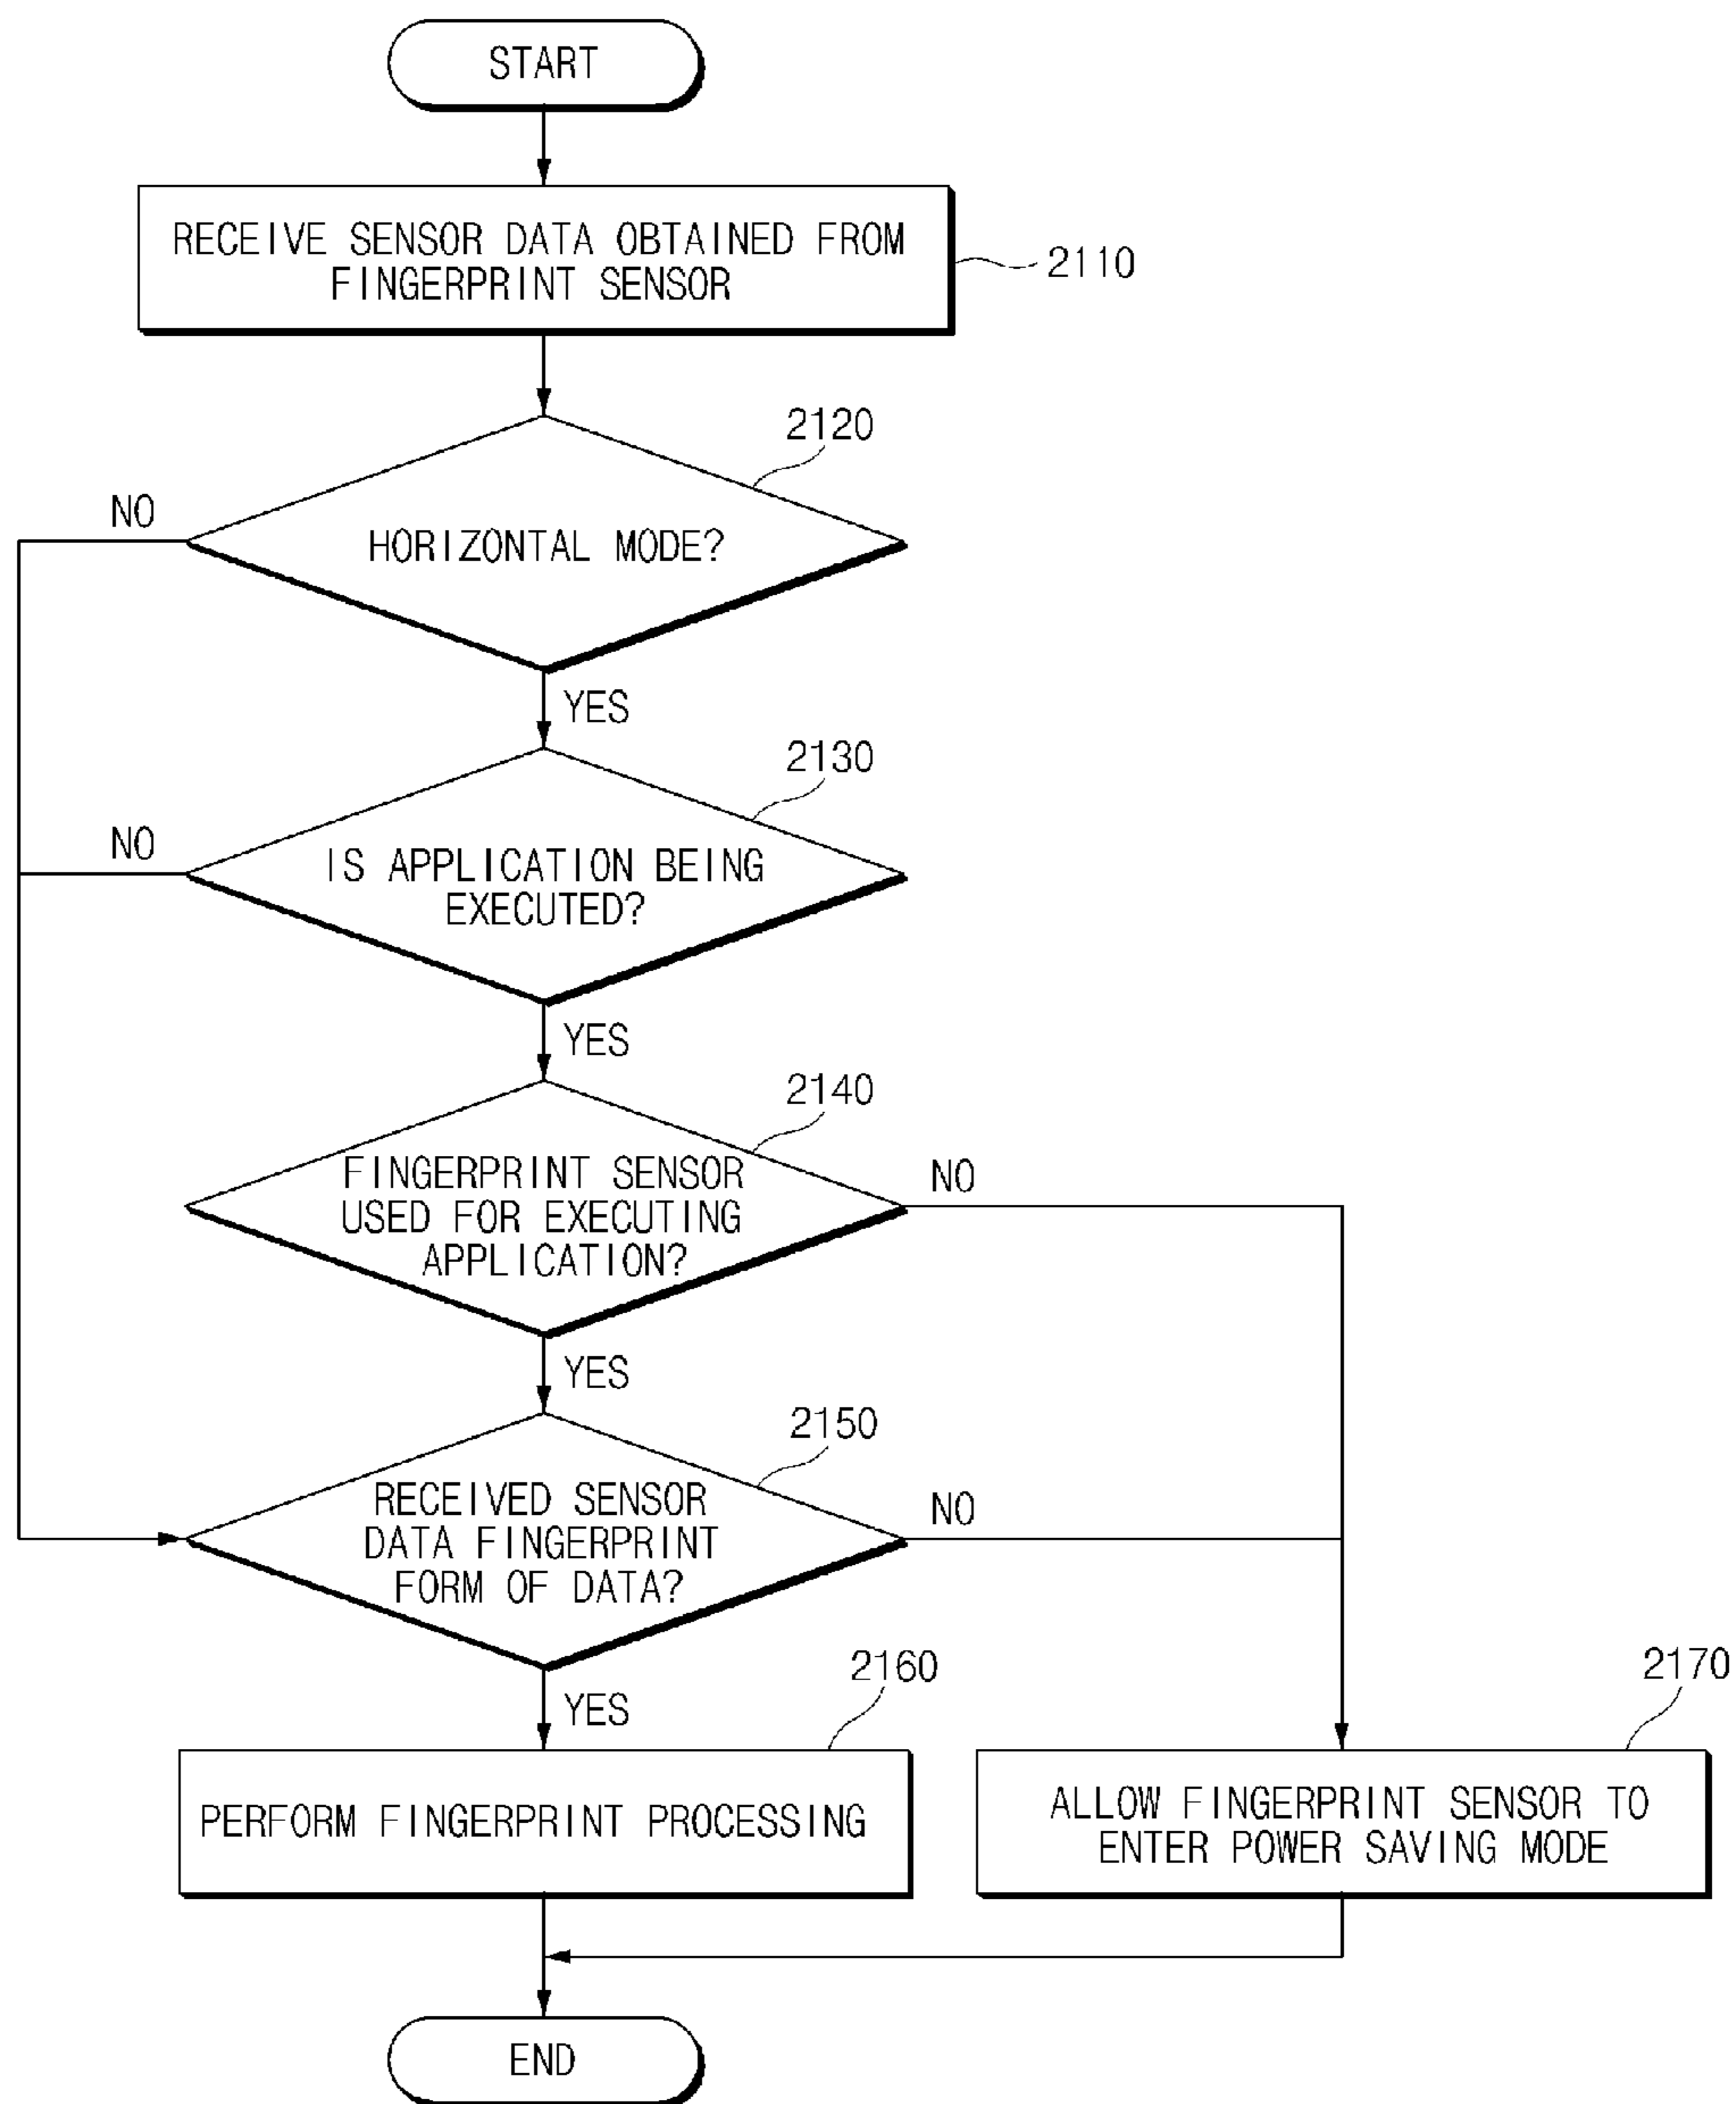 START
RECEIVE SENSOR DATA OBTAINED FROM
FINGERPRINT SENSOR
2110
2120
NO
HORIZONTAL MODE?
YES
2130
NO
IS APPLICATION BEING
EXECUTED?
YES
2140
FINGERPRINT SENSOR
USED FOR EXECUTING
APPLICATION?
NO
YES
2150
RECEIVED SENSOR
DATA FINGERPRINT
FORM OF DATA?
NO
YES
2160
2170
PERFORM FINGERPRINT PROCESSING
ALLOW FINGERPRINT SENSOR TO
ENTER POWER SAVING MODE
END